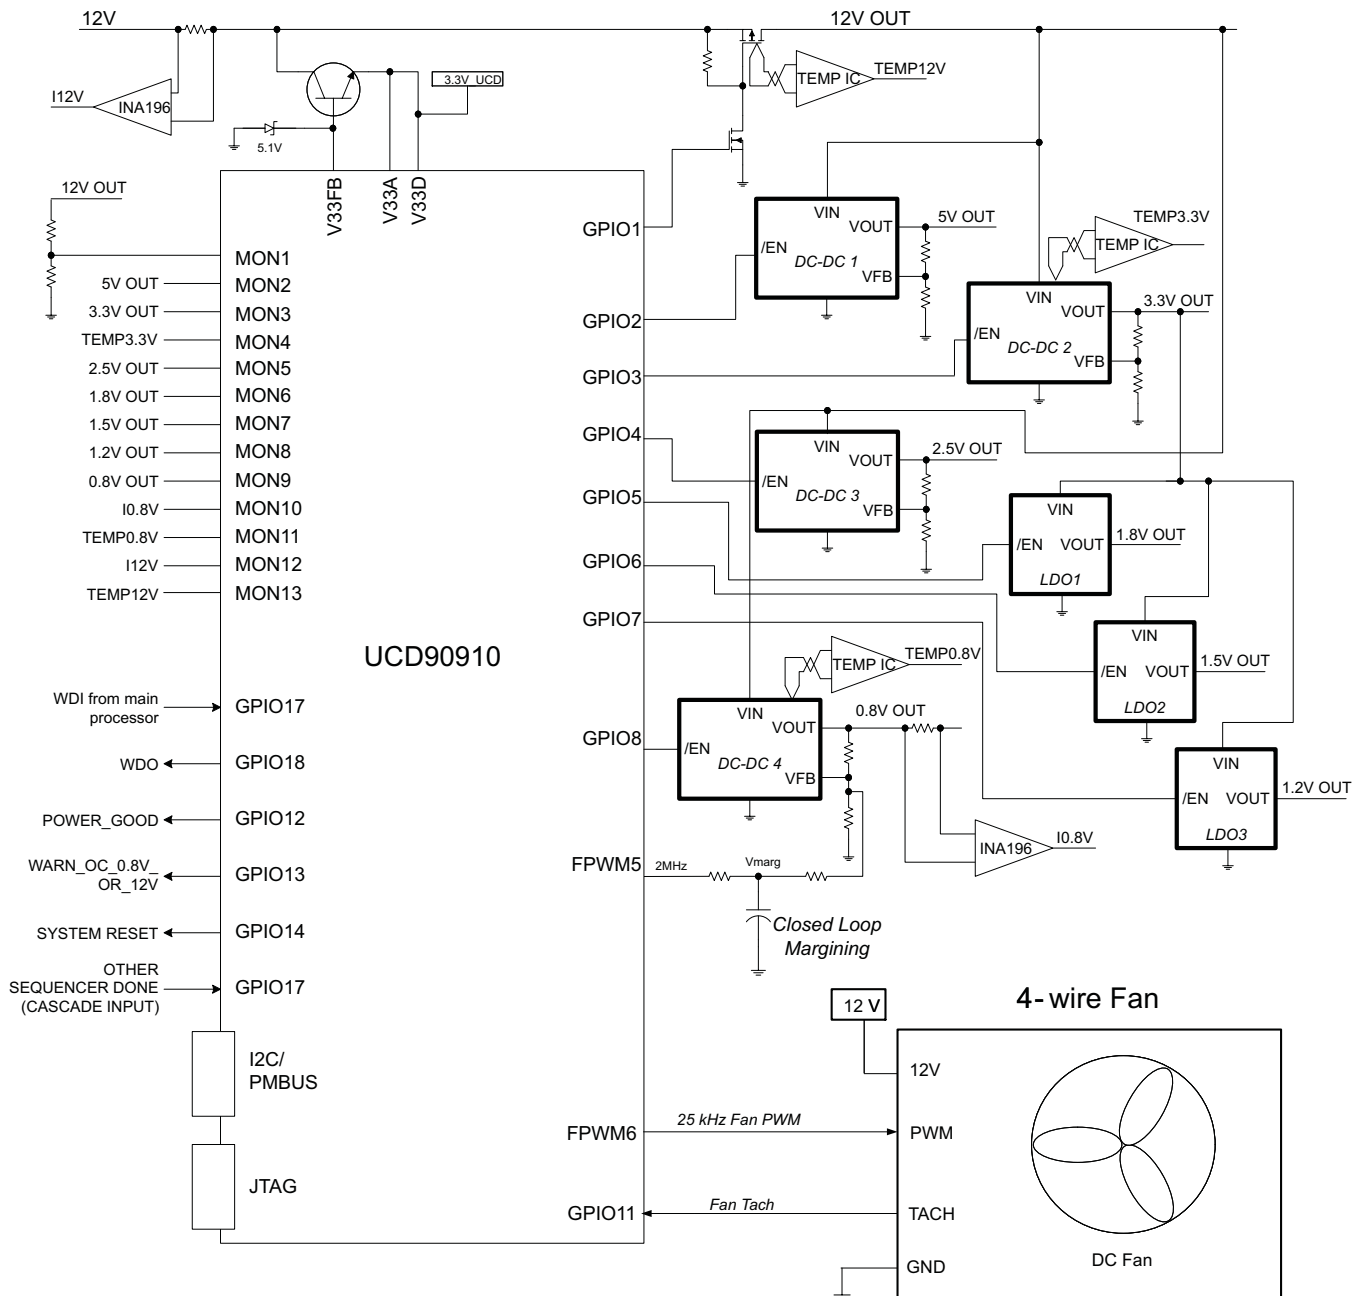 12V
12V OUT
I12V
INA196
3.3V_UCD
5.1V
TEMP IC
TEMP12V
12V OUT
V33FB
V33A
V33D
MON1
5V OUT
MON2
3.3V OUT
MON3
TEMP3.3V
MON4
2.5V OUT
MON5
1.8V OUT
MON6
1.5V OUT
MON7
1.2V OUT
MON8
0.8V OUT
MON9
I0.8V
MON10
TEMP0.8V
MON11
I12V
MON12
TEMP12V
MON13
UCD90910
WDI from main
processor
GPIO17
WDO
GPIO18
POWER_GOOD
GPIO12
WARN_OC_0.8V_
OR_12V
GPIO13
SYSTEM RESET
GPIO14
OTHER
SEQUENCER DONE
(CASCADE INPUT)
GPIO17
I2C/
PMBUS
JTAG
GPIO1
GPIO2
GPIO3
GPIO4
GPIO5
GPIO6
GPIO7
GPIO8
FPWM5
FPWM6
GPIO11
VIN
VOUT
/EN
DC-DC 1
VFB
5V OUT
TEMP3.3V
TEMP IC
VIN
VOUT
/EN
DC-DC 2
VFB
3.3V OUT
VIN
VOUT
/EN
DC-DC 3
VFB
2.5V OUT
VIN
/EN
VOUT
LDO1
1.8V OUT
VIN
/EN
VOUT
LDO2
1.5V OUT
VIN
/EN
VOUT
LDO3
1.2V OUT
TEMP IC
TEMP0.8V
VIN
VOUT
/EN
DC-DC 4
VFB
0.8V OUT
INA196
I0.8V
2MHz
Vmarg
Closed Loop
Margining
4-wire Fan
12 V
12V
25 kHz Fan PWM
PWM
Fan Tach
TACH
GND
DC Fan